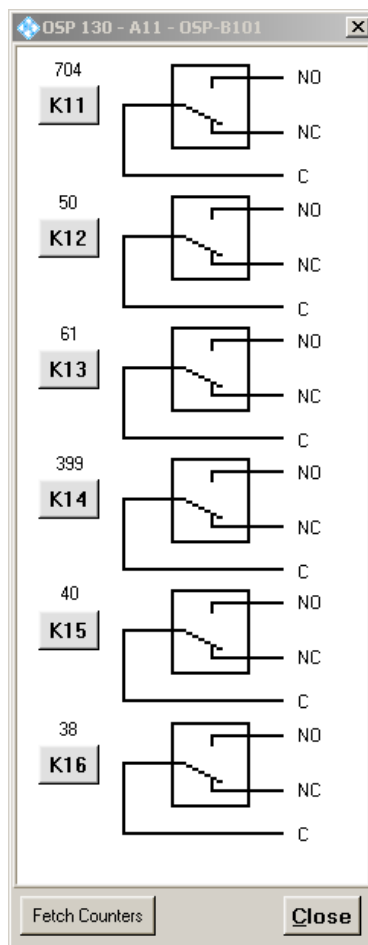 OSP 130 - A11 - OSP-B101
704
NO
K11
NC
C
50
NO
K12
NC
C
61
NO
K13
NC
C
399
NO
K14
NC
C
40
NO
K15
NC
C
38
NO
K16
NC
C
Fetch Counters
Close